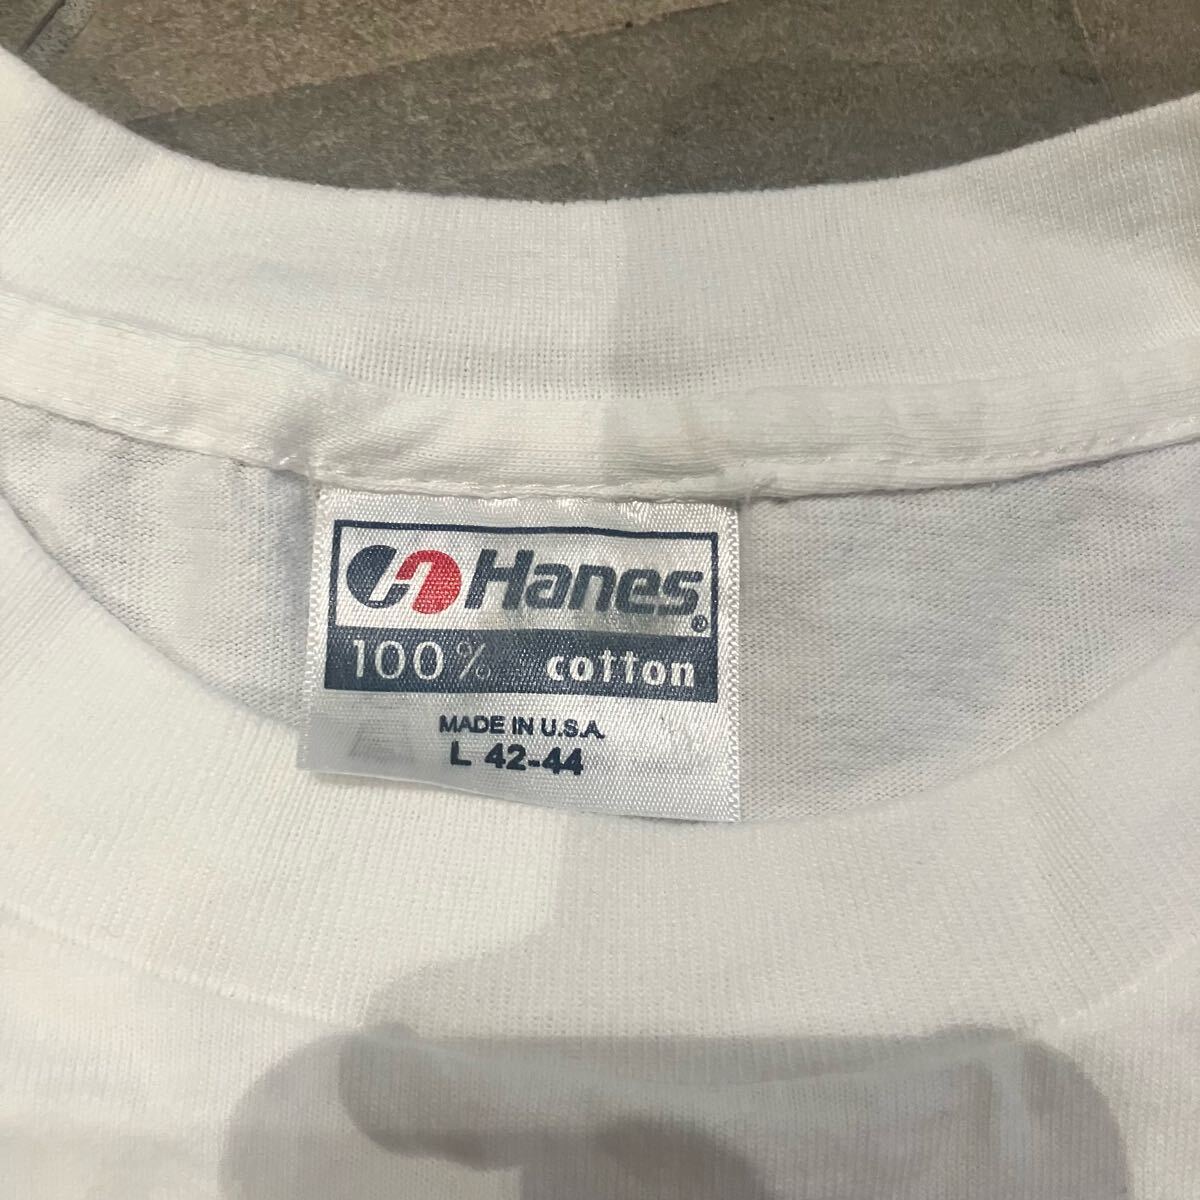 Hanes®
100% cotton
MADE IN U.S.A.
L 42-44